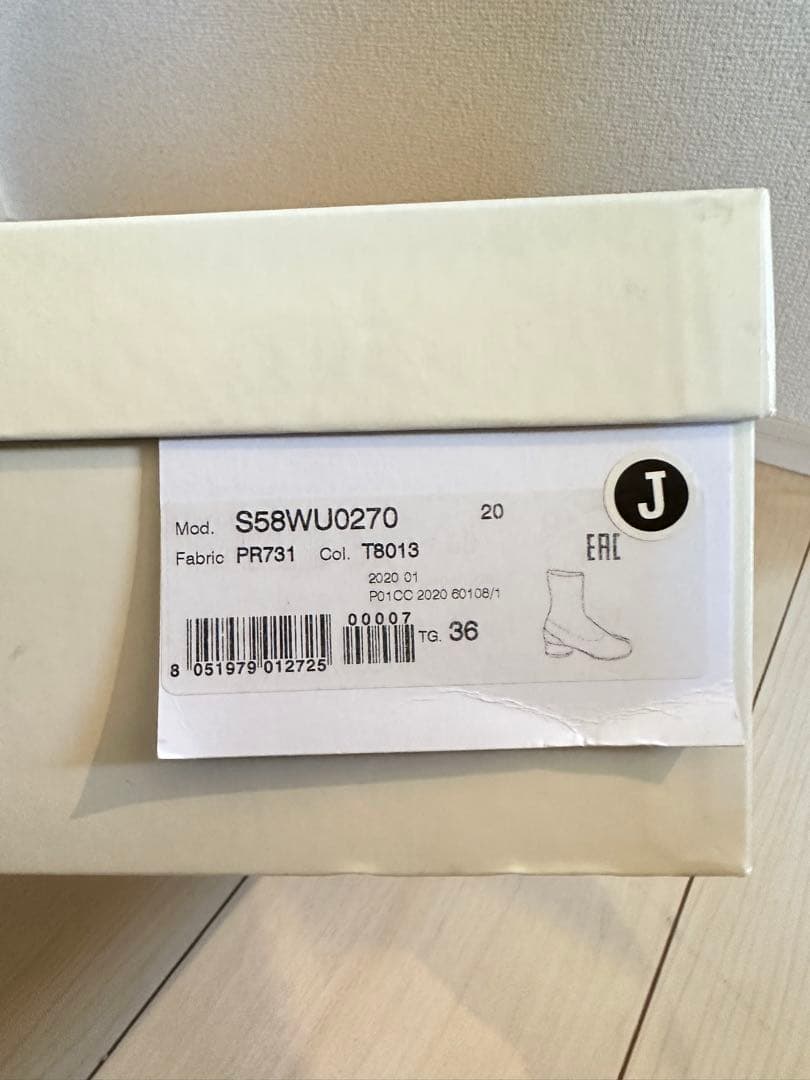 J
Mod. S58WU0270 20
Fabric PR731 Col. T8013
EAC
2020 01
P01CC 2020 60108/1
00007
TG. 36
8 051979 012725